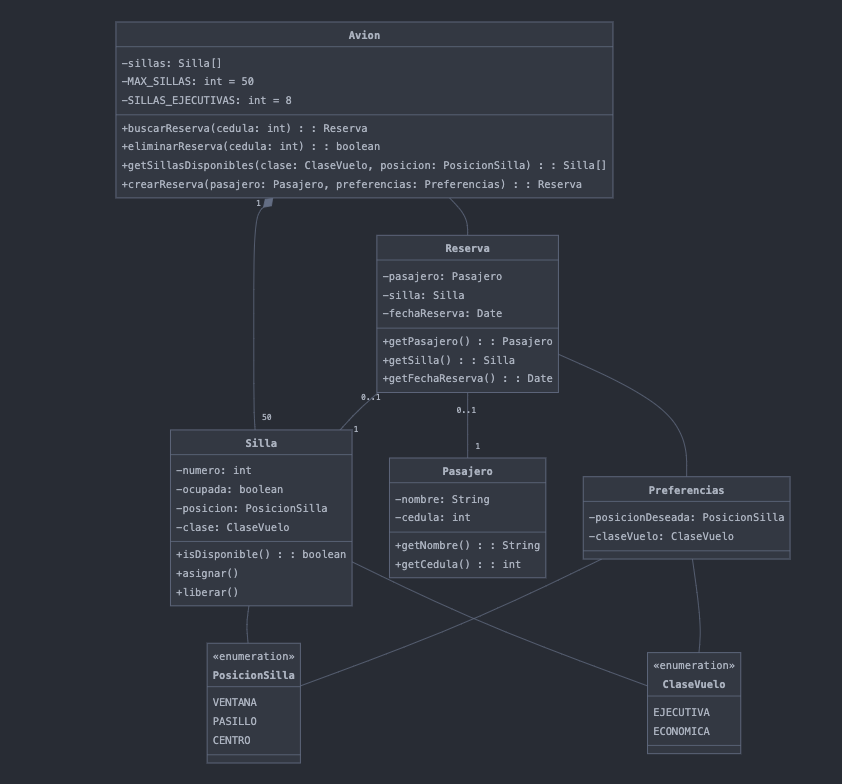 Avion
-sillas: Silla[]
-MAX_SILLAS: int = 50
-SILLAS_EJECUTIVAS: int = 8
+buscarReserva(cedula: int) : : Reserva
+eliminarReserva(cedula: int) : : boolean
+getSillasDisponibles(clase: ClaseVuelo, posicion: PosicionSilla) : : Silla[]
+crearReserva(pasajero: Pasajero, preferencias: Preferencias) : : Reserva
1
Reserva
-pasajero: Pasajero
-silla: Silla
-fechaReserva: Date
+getPasajero() : : Pasajero
+getSilla() : : Silla
+getFechaReserva() : : Date
0..1
0..1
50
1
1
Silla
-numero: int
-ocupada: boolean
-posicion: PosicionSilla
-clase: ClaseVuelo
+isDisponible() : : boolean
+asignar()
+liberar()
Pasajero
-nombre: String
-cedula: int
+getNombre() : : String
+getCedula() : : int
Preferencias
-posicionDeseada: PosicionSilla
-claseVuelo: ClaseVuelo
«enumeration»
PosicionSilla
VENTANA
PASILLO
CENTRO
«enumeration»
ClaseVuelo
EJECUTIVA
ECONOMICA